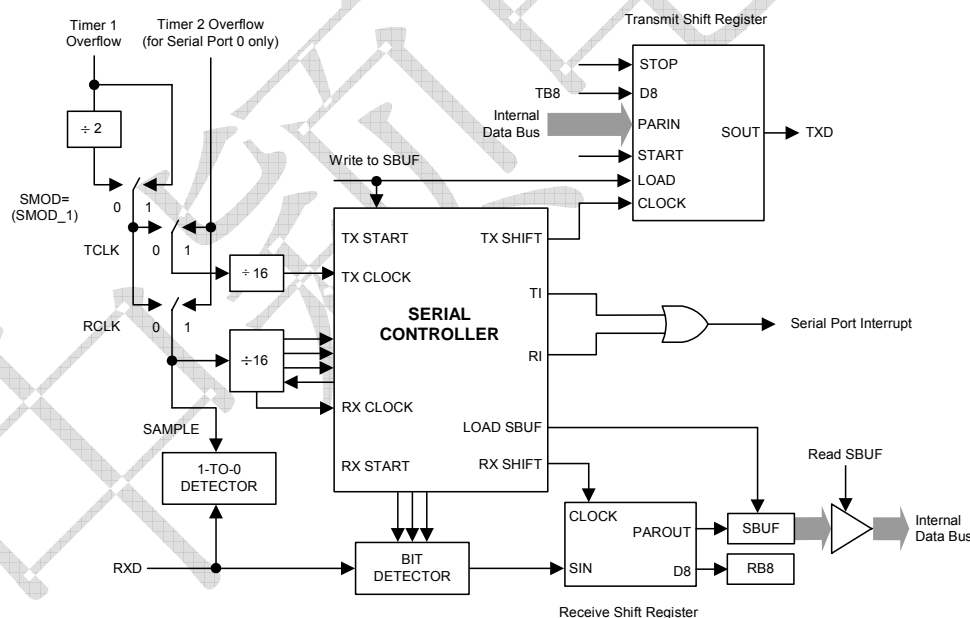 Transmit Shift Register
Timer 1
Overflow
Timer 2 Overflow
(for Serial Port 0 only)
STOP
TB8
D8
Internal
Data Bus
PARIN
SOUT
TXD
START
÷ 2
Write to SBUF
LOAD
CLOCK
SMOD=
(SMOD_1)
0
1
TX START
TX SHIFT
TCLK
0
1
÷ 16
TX CLOCK
TI
SERIAL
CONTROLLER
Serial Port Interrupt
RCLK
0
1
÷16
RI
RX CLOCK
SAMPLE
LOAD SBUF
1-TO-0
DETECTOR
RX START
RX SHIFT
Read SBUF
CLOCK
PAROUT
SBUF
Internal
Data Bus
RXD
BIT
DETECTOR
SIN
D8
RB8
Receive Shift Register